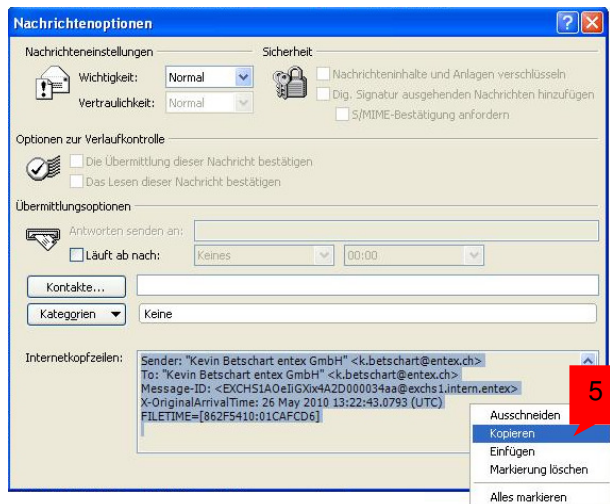 Nachrichtenoptionen
Nachrichteneinstellungen
Sicherheit
Wichtigkeit: Normal
Vertraulichkeit: Normal
Nachrichteninhalte und Anlagen verschlüsseln
Dig. Signatur ausgehenden Nachrichten hinzufügen
S/MIME-Bestätigung anfordern
Optionen zur Verlaufkontrolle
Die Übermittlung dieser Nachricht bestätigen
Das Lesen dieser Nachricht bestätigen
Übermittlungsoptionen
Antworten senden an:
Läuft ab nach: Keines 00:00
Kontakte...
Kategorien Keine
Internetkopfzeilen:
Sender: "Kevin Betschart entex GmbH" <k.betschart@entex.ch>
To: "Kevin Betschart entex GmbH" <k.betschart@entex.ch>
Message-ID: <EXCHS1AOeIiGXix4A2D000034aa@exchs1.intern.entex>
X-OriginalArrivalTime: 26 May 2010 13:22:43.0793 (UTC)
FILETIME=[862F5410:01CAFCD6]
5
Ausschneiden
Kopieren
Einfügen
Markierung löschen
Alles markieren